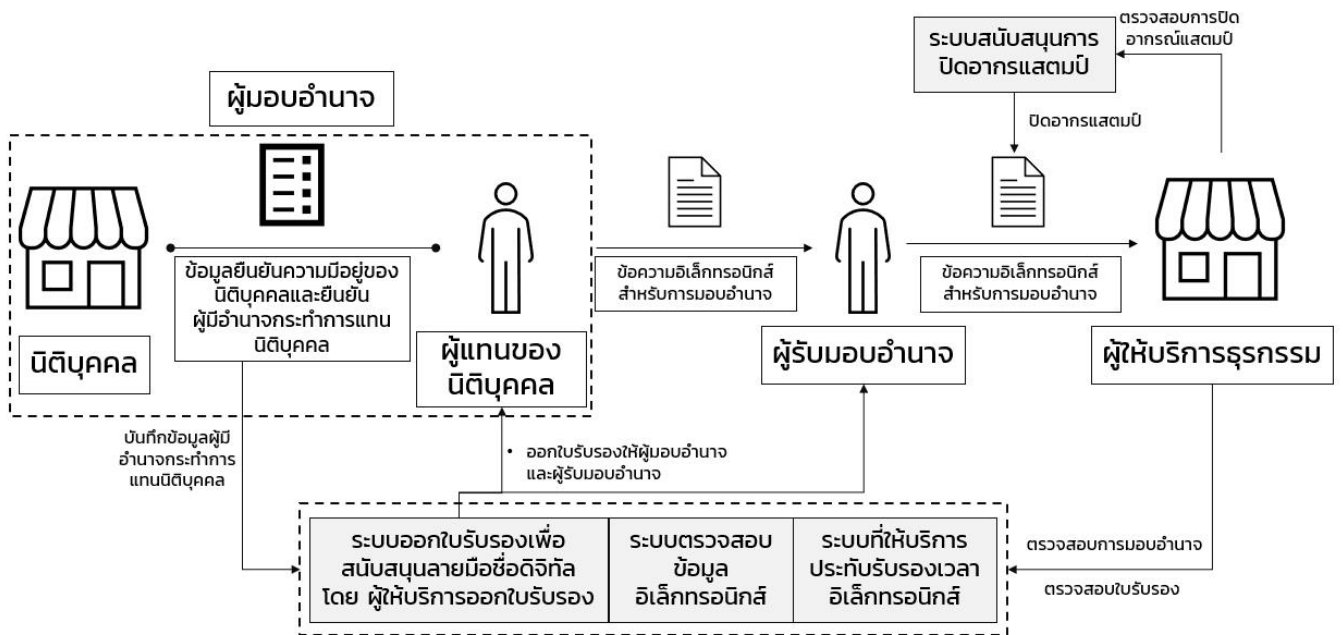 ตรวจสอบการปิด
อากรณ์แสตมป์
ระบบสนับสนุนการ
ปิดอากรแสตมป์
ผู้มอบอำนาจ
ปิดอากรแสตมป์
ข้อมูลยืนยันความมีอยู่ของ
นิติบุคคลและยืนยัน
ผู้มีอำนาจกระทำการแทน
นิติบุคคล
ข้อความอิเล็กทรอนิกส์
สำหรับการมอบอำนาจ
ข้อความอิเล็กทรอนิกส์
สำหรับการมอบอำนาจ
นิติบุคคล
ผู้แทนของ
นิติบุคคล
ผู้รับมอบอำนาจ
ผู้ให้บริการธุรกรรม
บันทึกข้อมูลผู้มี
อำนาจกระทำการ
แทนนิติบุคคล
• ออกใบรับรองให้ผู้มอบอำนาจ
และผู้รับมอบอำนาจ
ระบบออกใบรับรองเพื่อ
สนับสนุนลายมือชื่อดิจิทัล
โดย ผู้ให้บริการออกใบรับรอง
ระบบตรวจสอบ
ข้อมูล
อิเล็กทรอนิกส์
ระบบที่ให้บริการ
ประทับรับรองเวลา
อิเล็กทรอนิกส์
ตรวจสอบการมอบอำนาจ
ตรวจสอบใบรับรอง